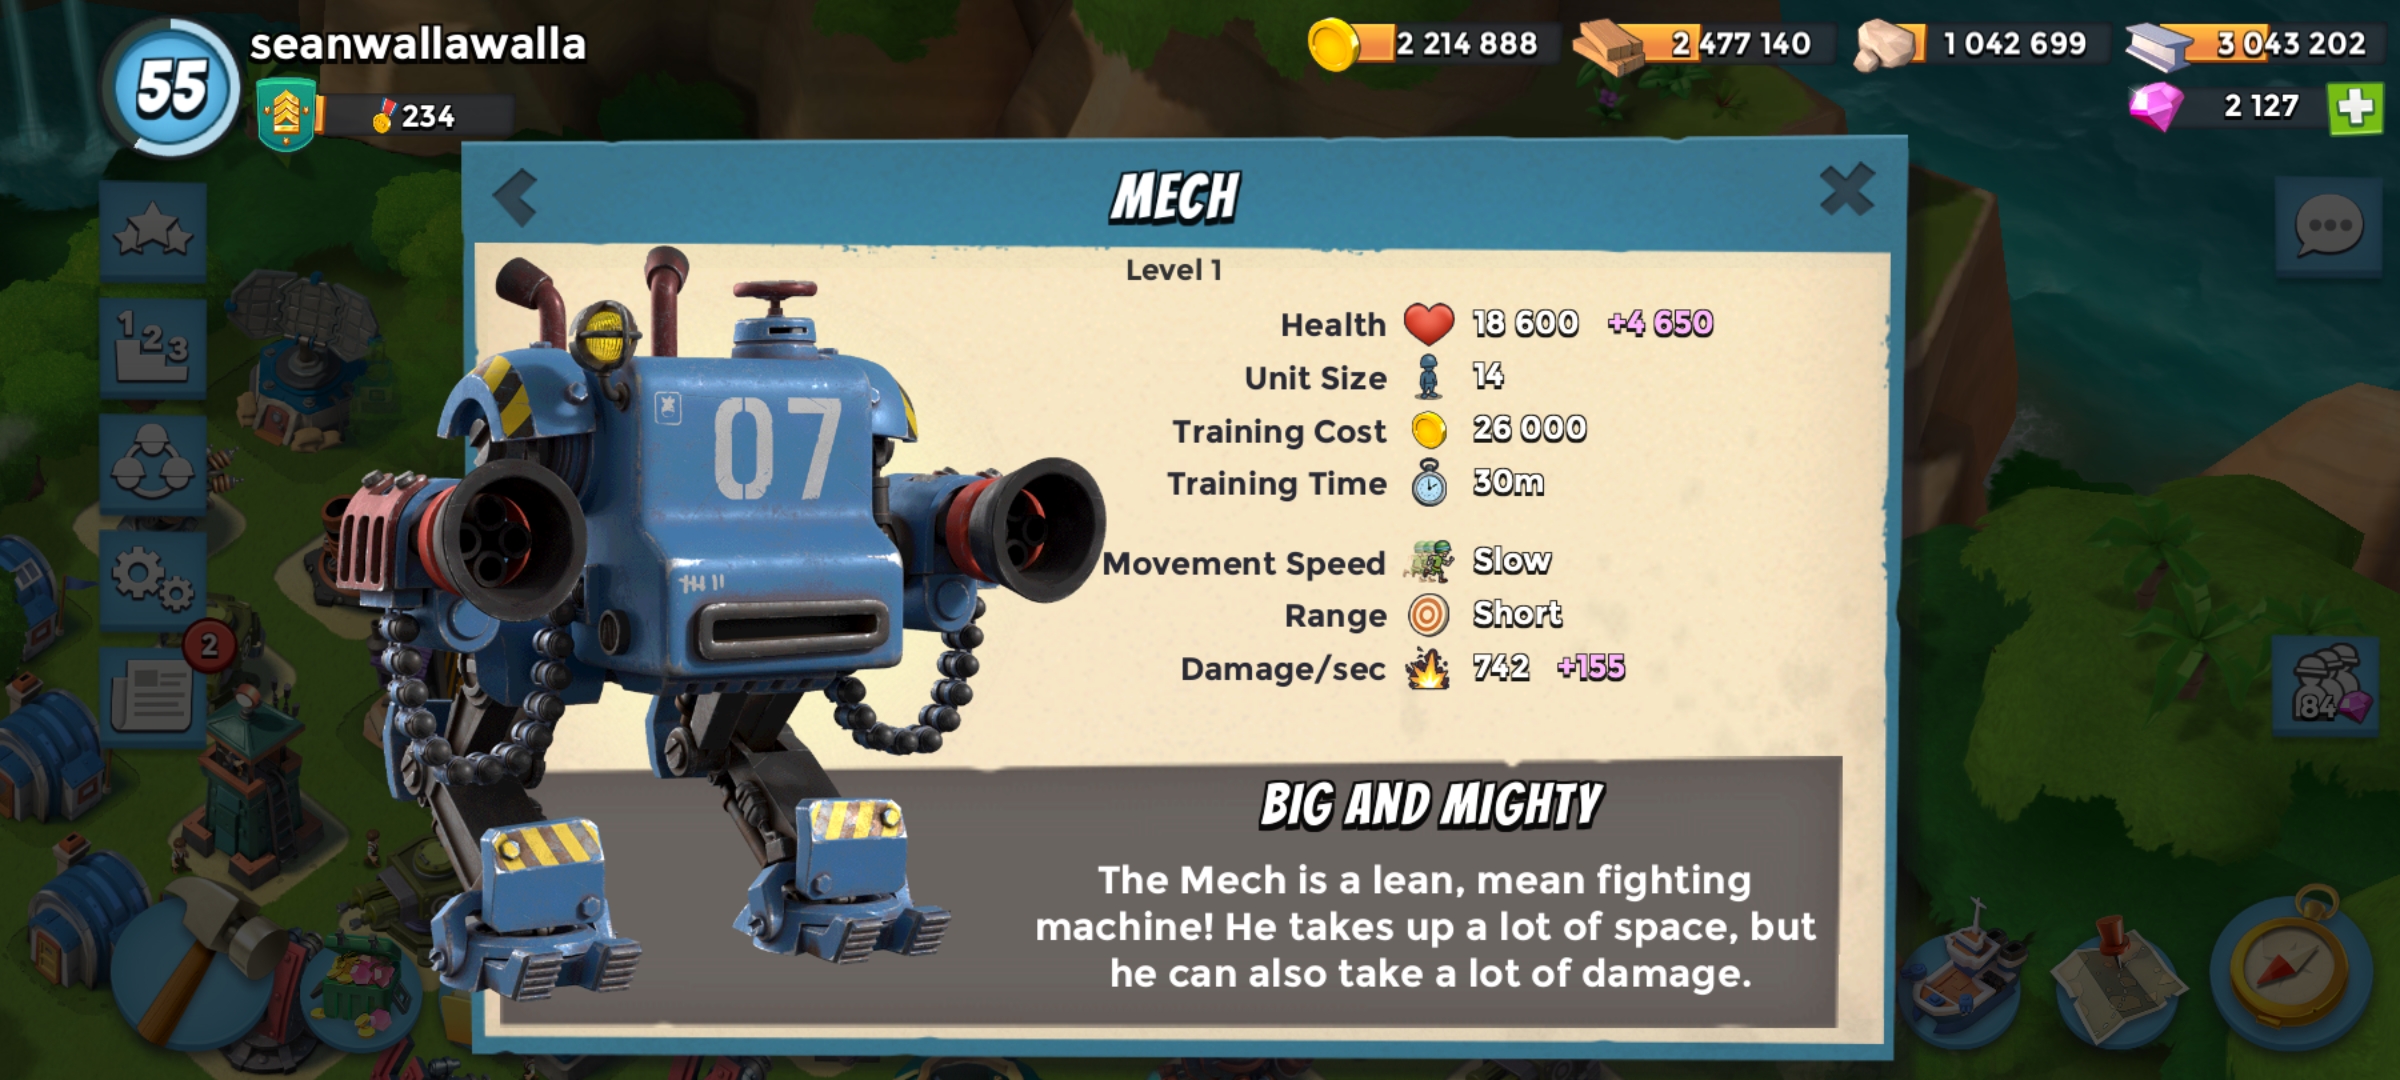 55
seanwallawalla
234
2 214 888
2 477 140
1 042 699
3 043 202
2 127
MECH
Level 1
Health 18 600 +4 650
Unit Size 14
Training Cost 26 000
Training Time 30m
Movement Speed Slow
Range Short
Damage/sec 742 +155
07
1 2 3
2
84
BIG AND MIGHTY
The Mech is a lean, mean fighting
machine! He takes up a lot of space, but
he can also take a lot of damage.